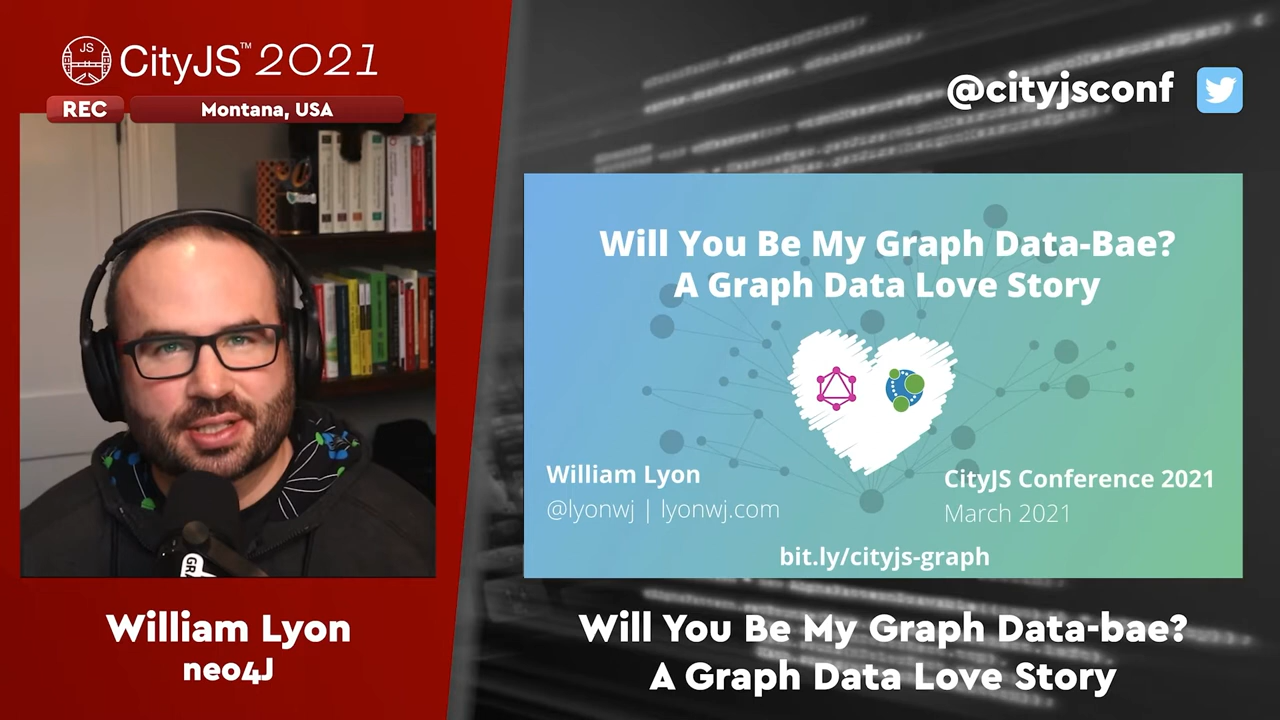 JS
CityJS™ 2021
REC
Montana, USA
@cityjsconf
Will You Be My Graph Data-Bae?
A Graph Data Love Story
William Lyon
@lyonwj | lyonwj.com
CityJS Conference 2021
March 2021
bit.ly/cityjs-graph
GRA
William Lyon
neo4J
Will You Be My Graph Data-bae?
A Graph Data Love Story